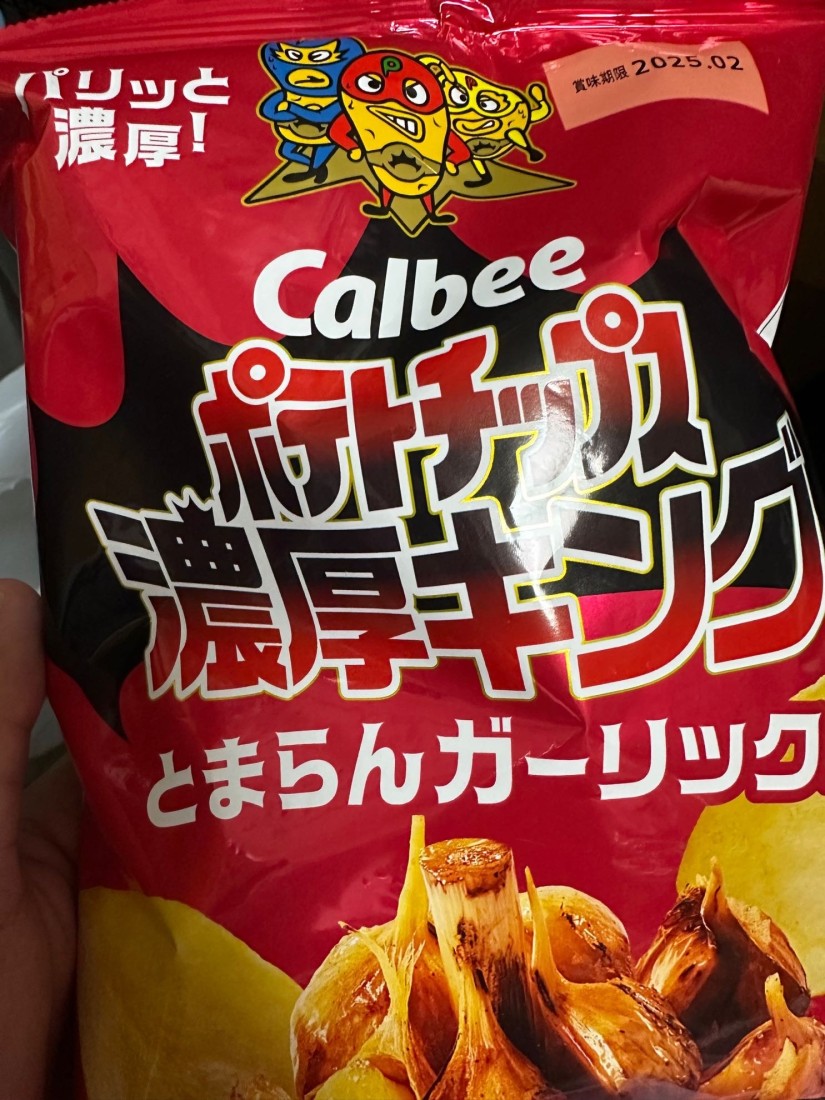 パリッと
濃厚!
賞味期限 2025.02
P
P
Calbee
ポテトチップス
濃厚キング
とまらんガーリック